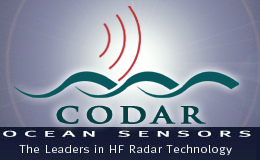 CODAR
OCEAN SENSORS
The Leaders in HF Radar Technology